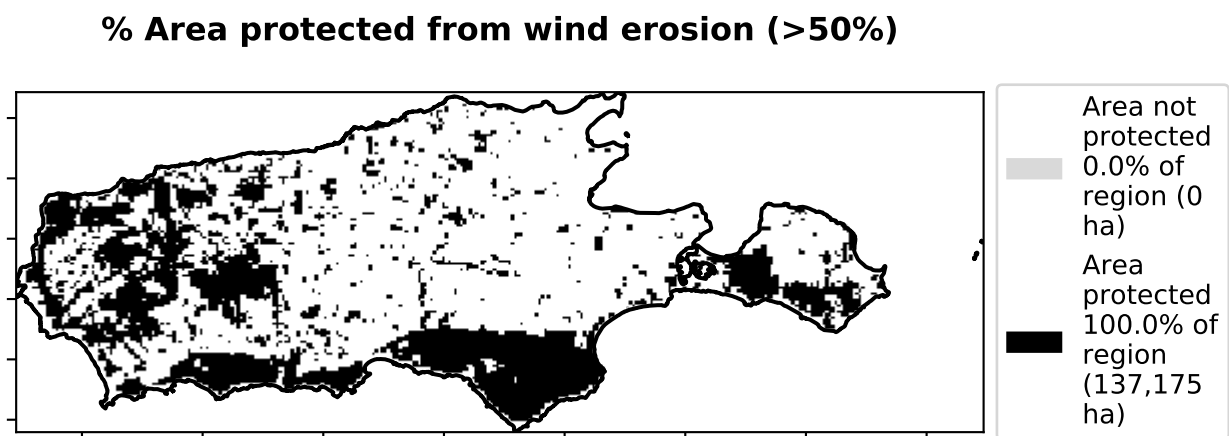 % Area protected from wind erosion (>50%)
Area not
protected
0.0% of
region (0
ha)
Area
protected
100.0% of
region
(137,175
ha)